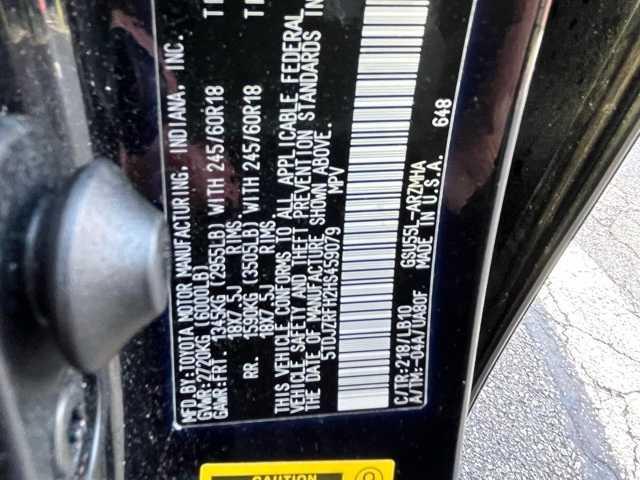 MFD. BY: TOYOTA MOTOR MANUFACTURING, INDIANA, INC.
GVWR: 2720KG (6000LB)
GAWR: FRT 1345KG (2955LB) WITH 245/60R18
18X7.5J RIMS
RR. 1590KG (3505LB) WITH 245/60R18
18X7.5J RIMS
THIS VEHICLE CONFORMS TO ALL APPLICABLE FEDERAL
VEHICLE SAFETY AND THEFT PREVENTION STANDARDS IN
THE DATE OF MANUFACTURE SHOWN ABOVE.
5TDJZRFH2HS459079 MPV
648
C/TR: 218/LB10 GSU55L-ARZMHA
A/TM: -04A/UA80F MADE IN U.S.A.
CAUTION